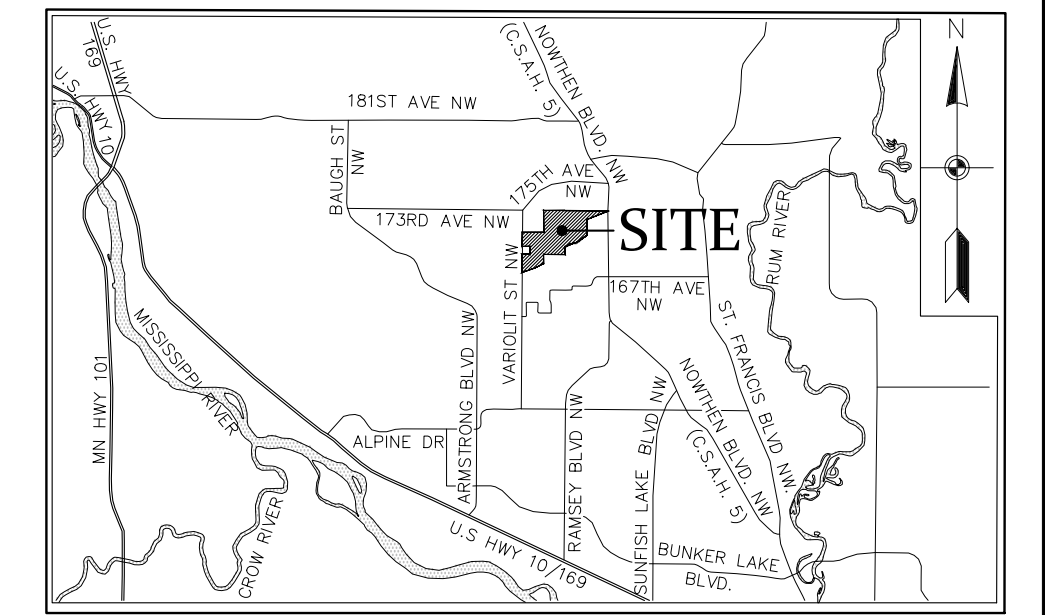 N
U.S. HWY
169
U.S. HWY 10
NOWTHEN BLVD. NW
(C.S.A.H. 5)
181ST AVE NW
BAUGH ST
NW
175TH AVE
NW
173RD AVE NW
SITE
RUM RIVER
167TH AVE
NW
VARIOLIT ST NW
ST. FRANCIS BLVD NW.
MISSISSIPPI RIVER
MN HWY 101
ARMSTRONG BLVD NW
ALPINE DR
RAMSEY BLVD NW
SUNFISH LAKE BLVD NW
NOWTHEN BLVD. NW
(C.S.A.H. 5)
CROW RIVER
U.S HWY 10/169
BUNKER LAKE
BLVD.